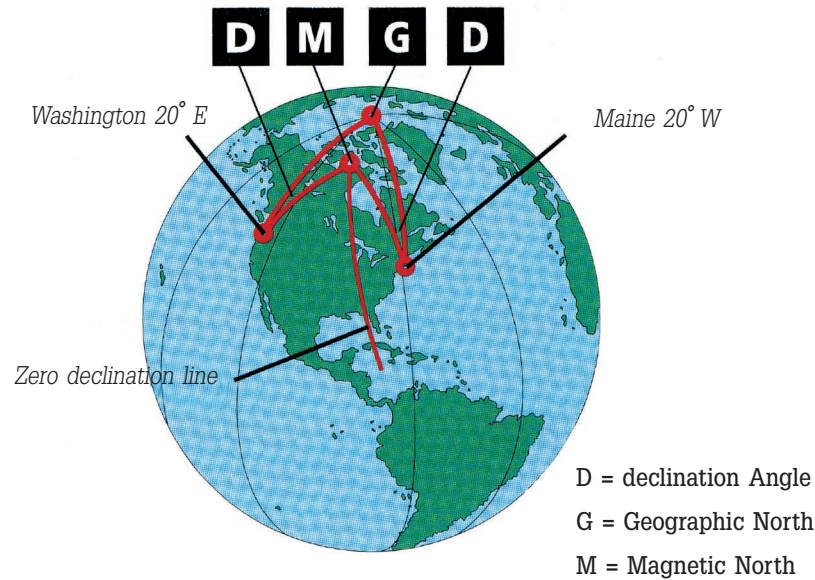 D M G D
Washington 20° E
Maine 20° W
Zero declination line
D = declination Angle
G = Geographic North
M = Magnetic North